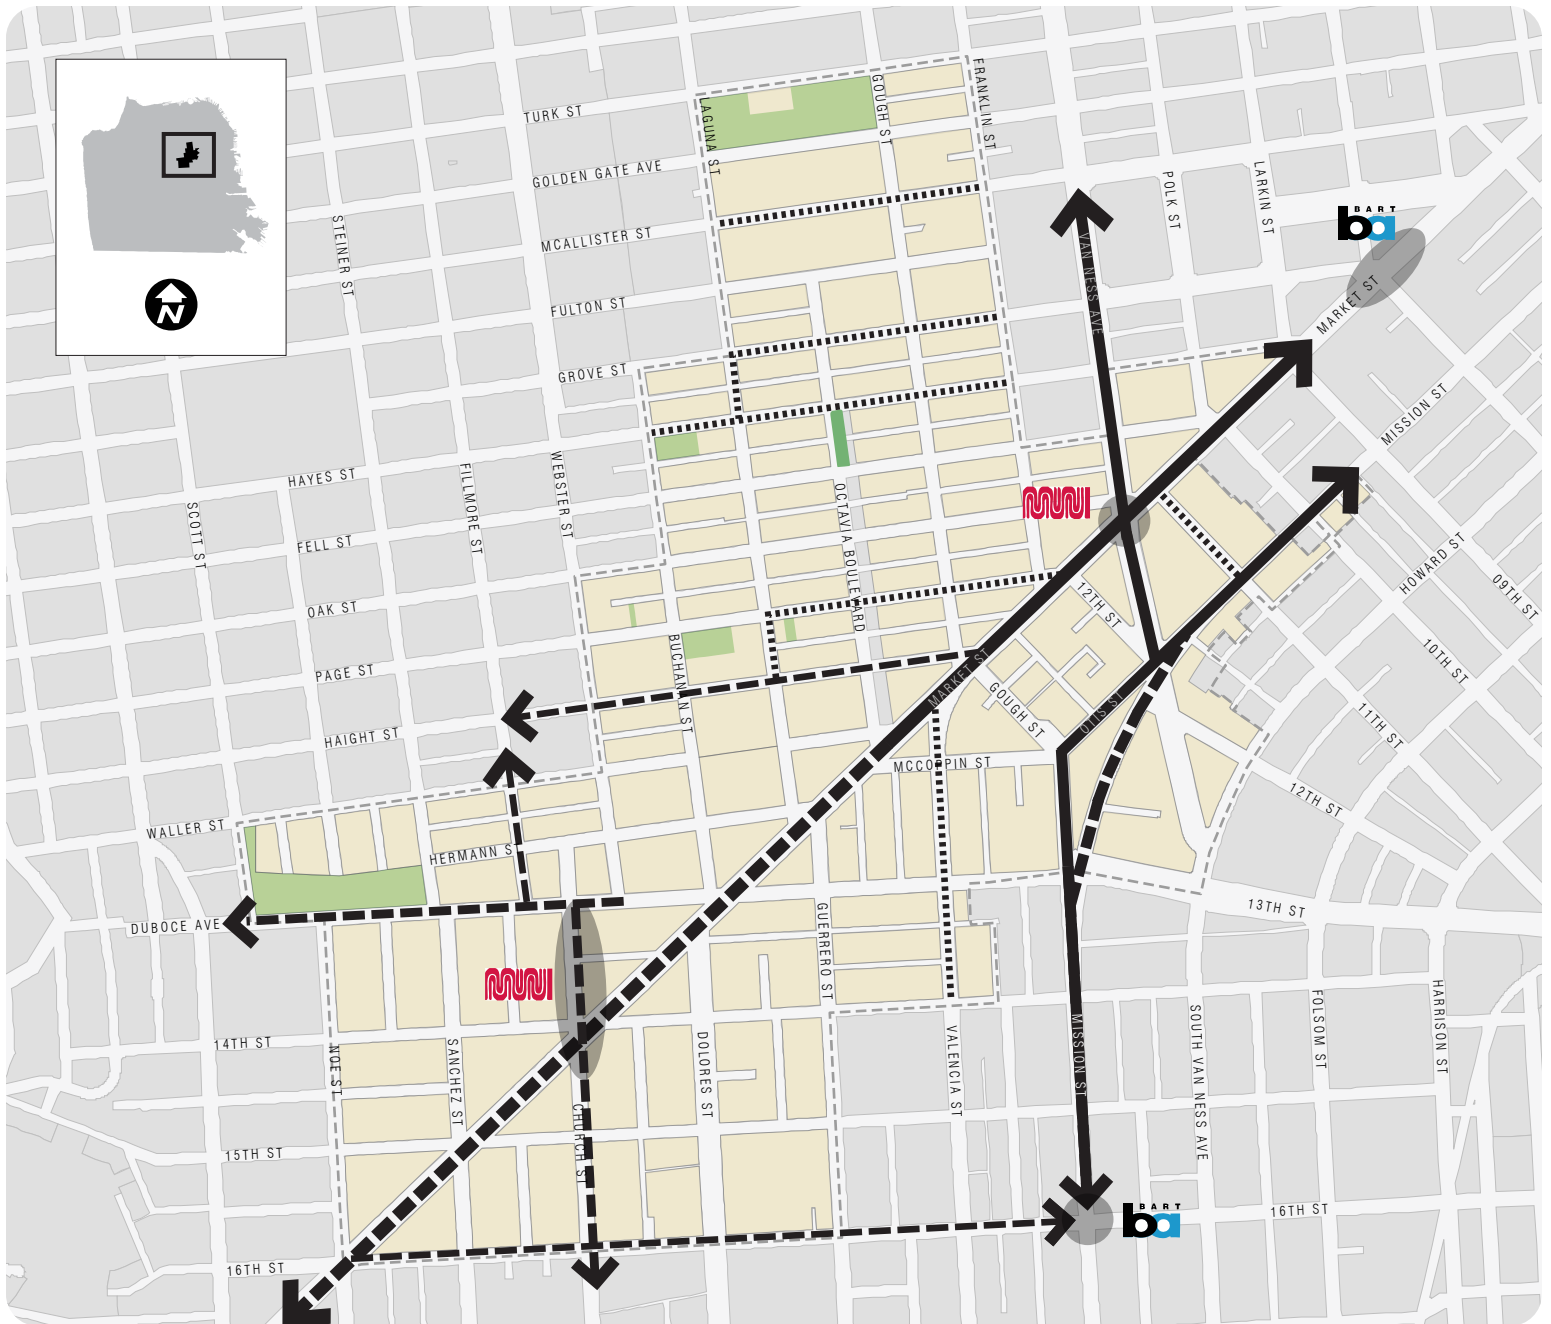 TURK ST
GOLDEN GATE AVE
MCALLISTER ST
FULTON ST
GROVE ST
HAYES ST
FELL ST
OAK ST
PAGE ST
HAIGHT ST
WALLER ST
HERMANN ST
DUBOCE AVE
14TH ST
15TH ST
16TH ST
STEINER ST
SCOTT ST
FILLMORE ST
WEBSTER ST
LAGUNA ST
GOUGH ST
FRANKLIN ST
VAN NESS AVE
POLK ST
LARKIN ST
BART
ba
MARKET ST
MISSION ST
HOWARD ST
09TH ST
10TH ST
11TH ST
12TH ST
12TH ST
OCTAVIA BOULEVARD
BUCHANAN ST
MARKET ST
GOUGH ST
OTIS ST
MCCOPPIN ST
MUNI
MUNI
GUERRERO ST
13TH ST
NOE ST
SANCHEZ ST
CHURCH ST
DOLORES ST
VALENCIA ST
MISSION ST
SOUTH VAN NESS AVE
FOLSOM ST
HARRISON ST
BART
ba
16TH ST
N